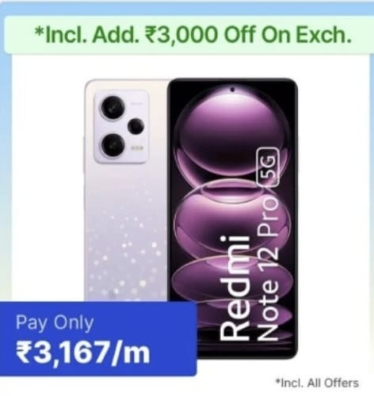 *Incl. Add. ₹3,000 Off On Exch.
Redmi
Note 12 Pro 5G
Pay Only
₹3,167/m
*Incl. All Offers